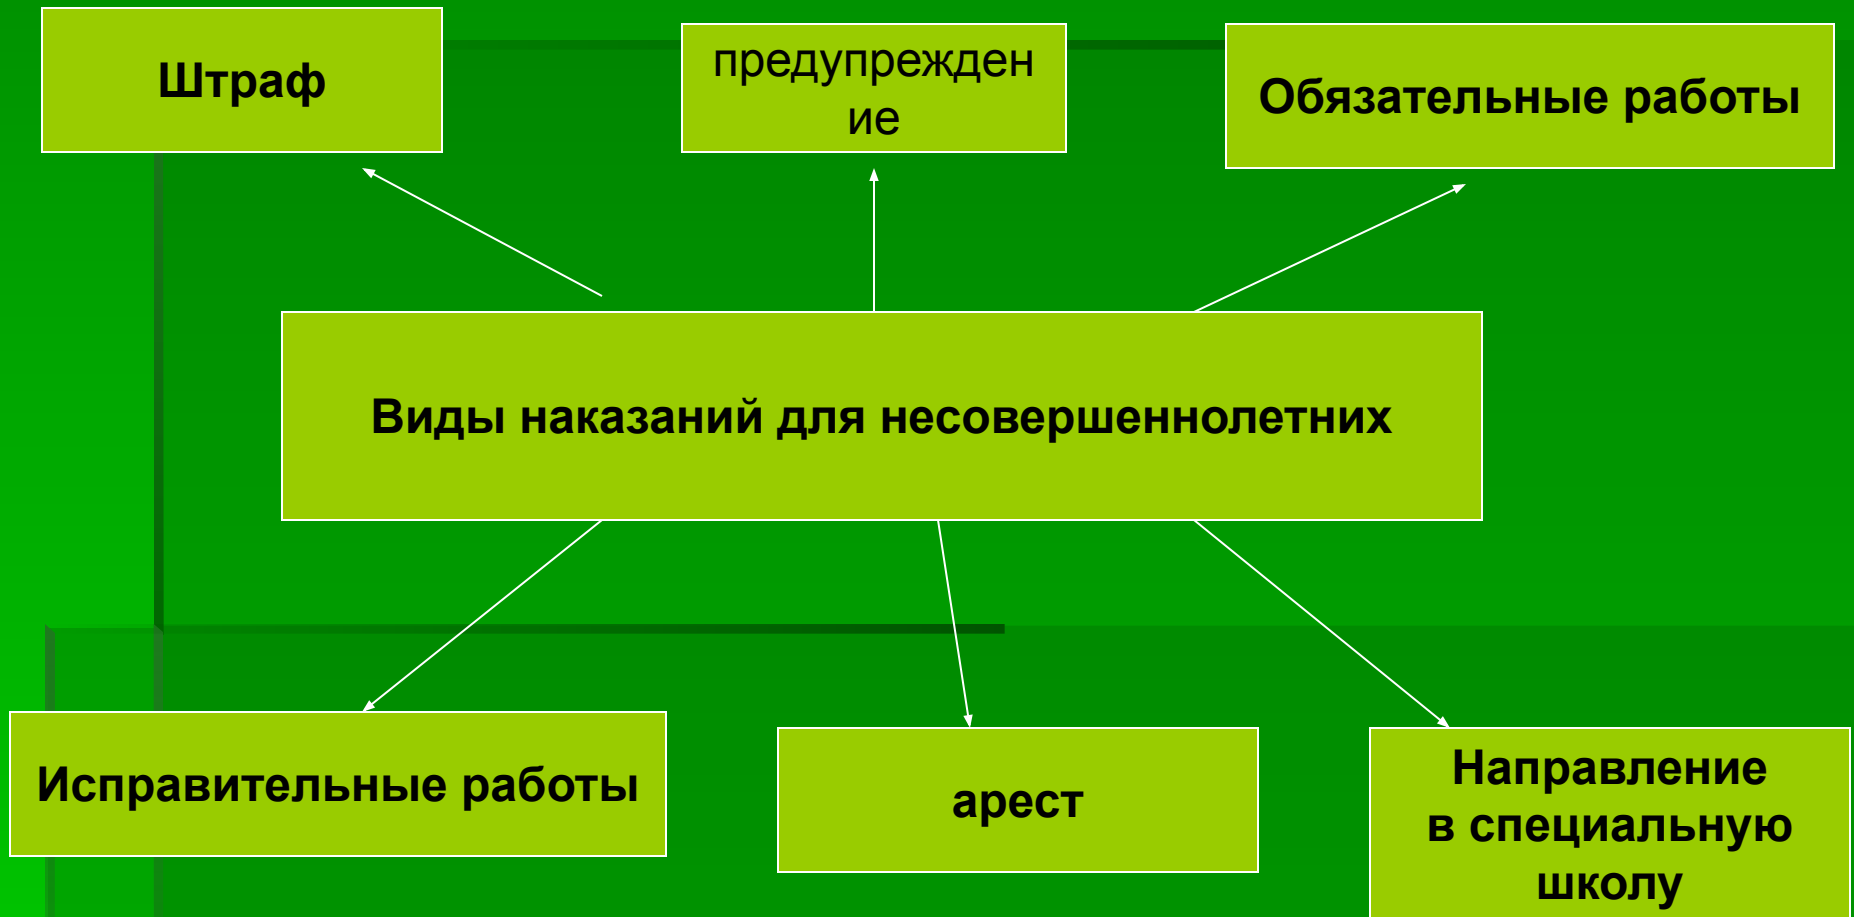 Штраф
предупрежден
ие
Обязательные работы
Виды наказаний для несовершеннолетних
Исправительные работы
арест
Направление
в специальную
школу